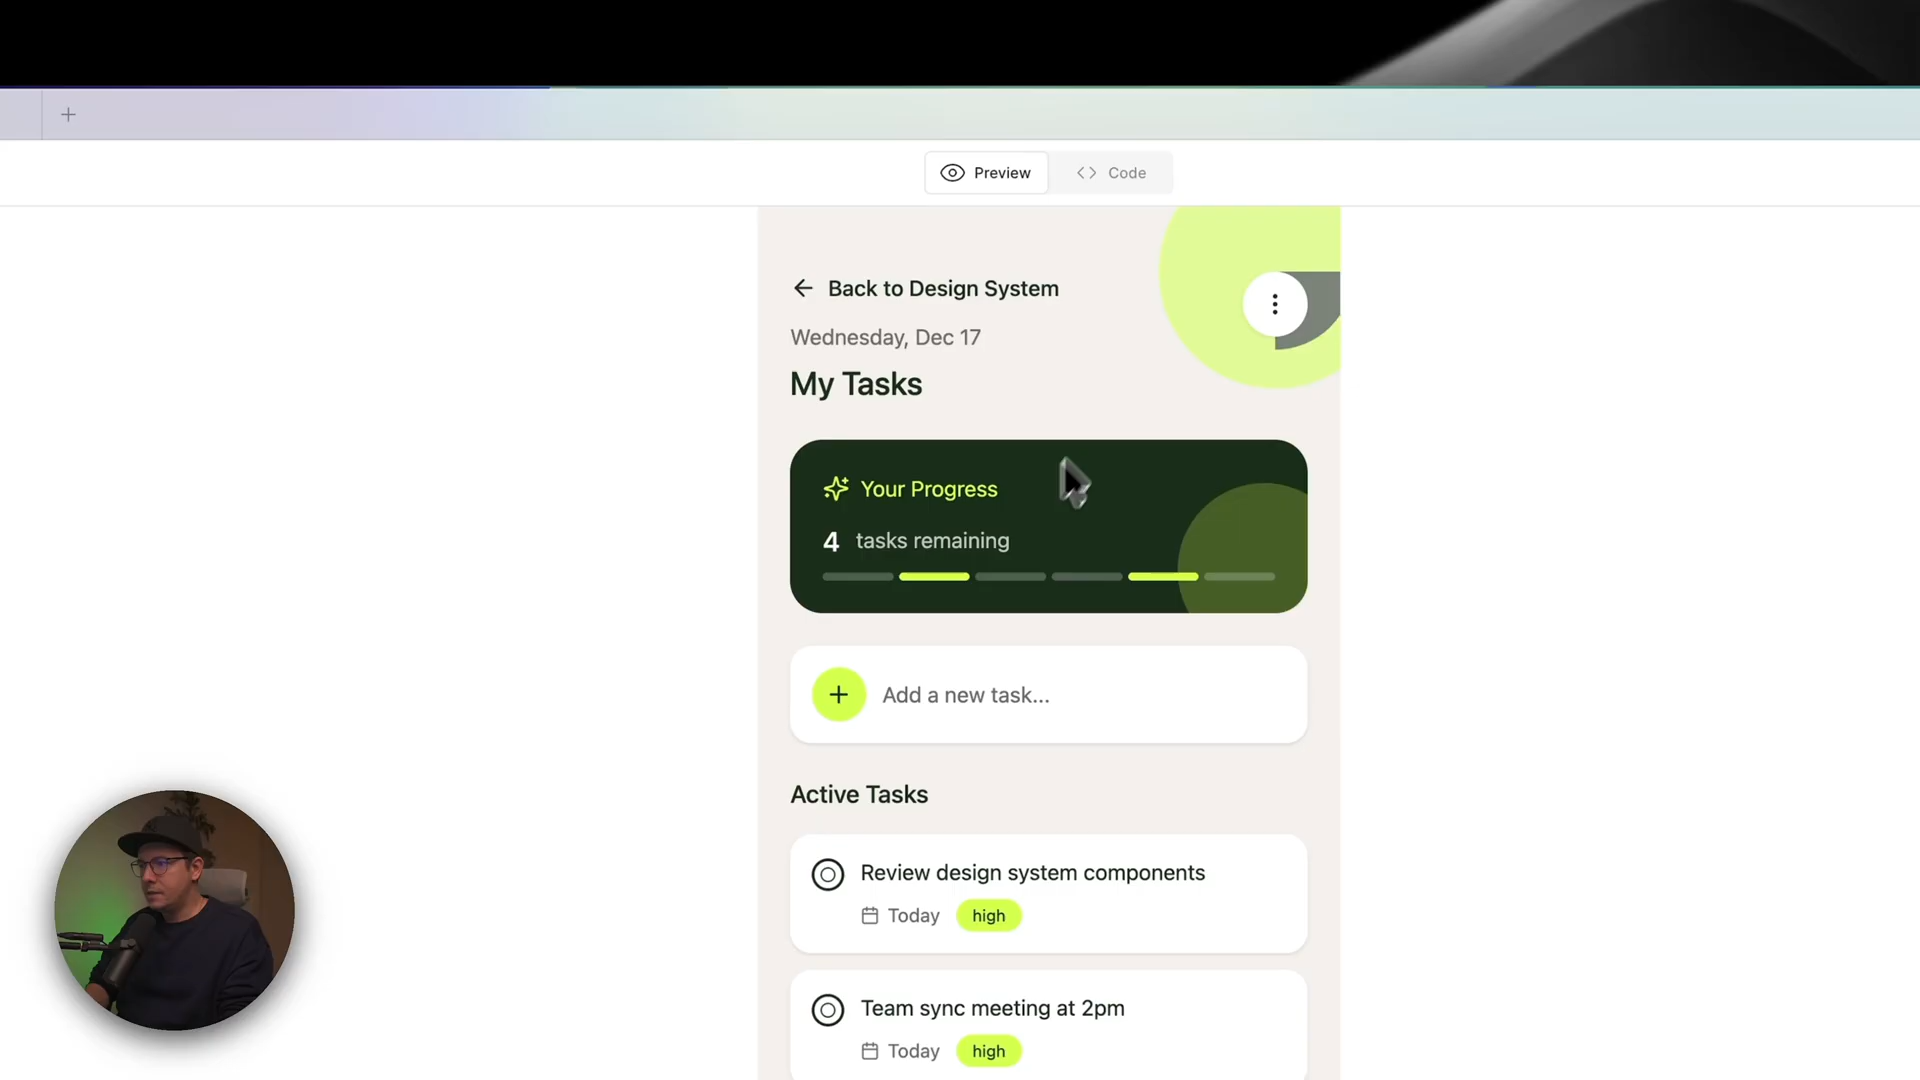 Preview
Code
Back to Design System
Wednesday, Dec 17
My Tasks
Your Progress
4 tasks remaining
Add a new task...
Active Tasks
Review design system components
Today high
Team sync meeting at 2pm
Today high